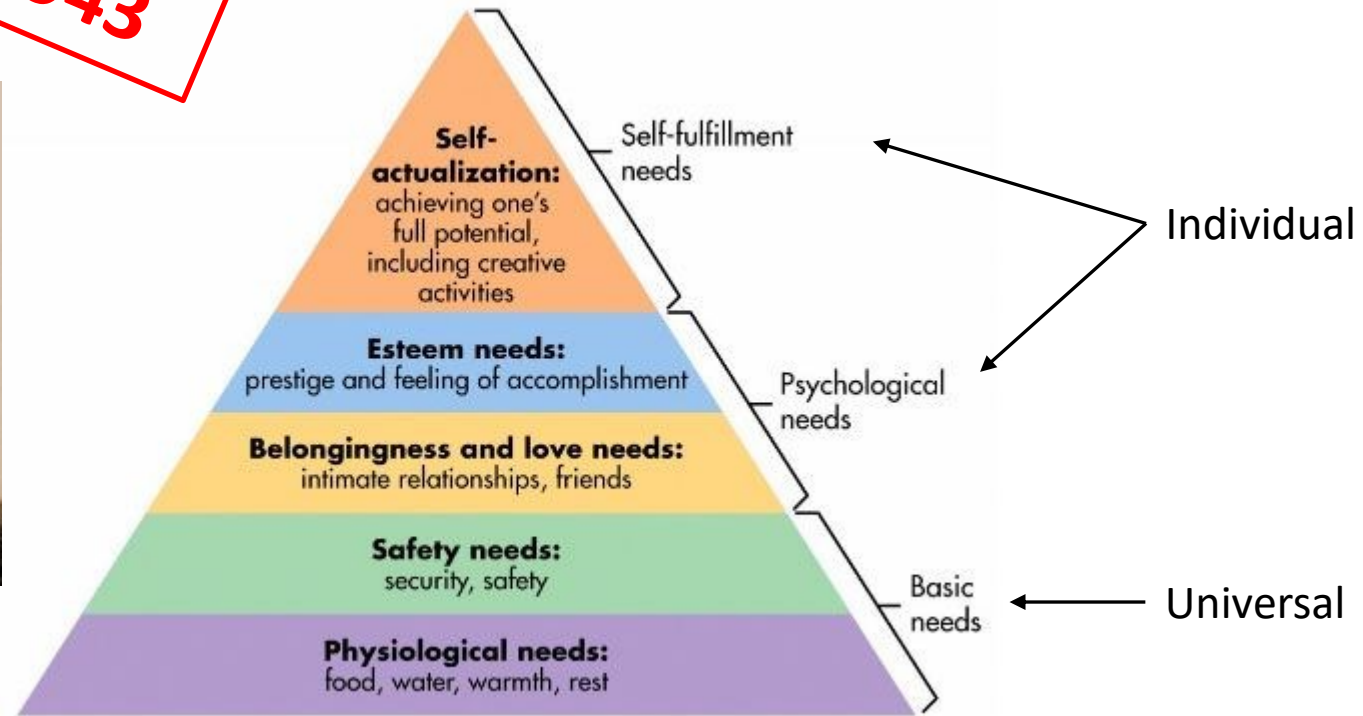 Self-
actualization:
achieving one's
full potential,
including creative
activities
Self-fulfillment
needs
Individual
Esteem needs:
prestige and feeling of accomplishment
Psychological
needs
Belongingness and love needs:
intimate relationships, friends
Safety needs:
security, safety
Basic
needs
Universal
Physiological needs:
food, water, warmth, rest